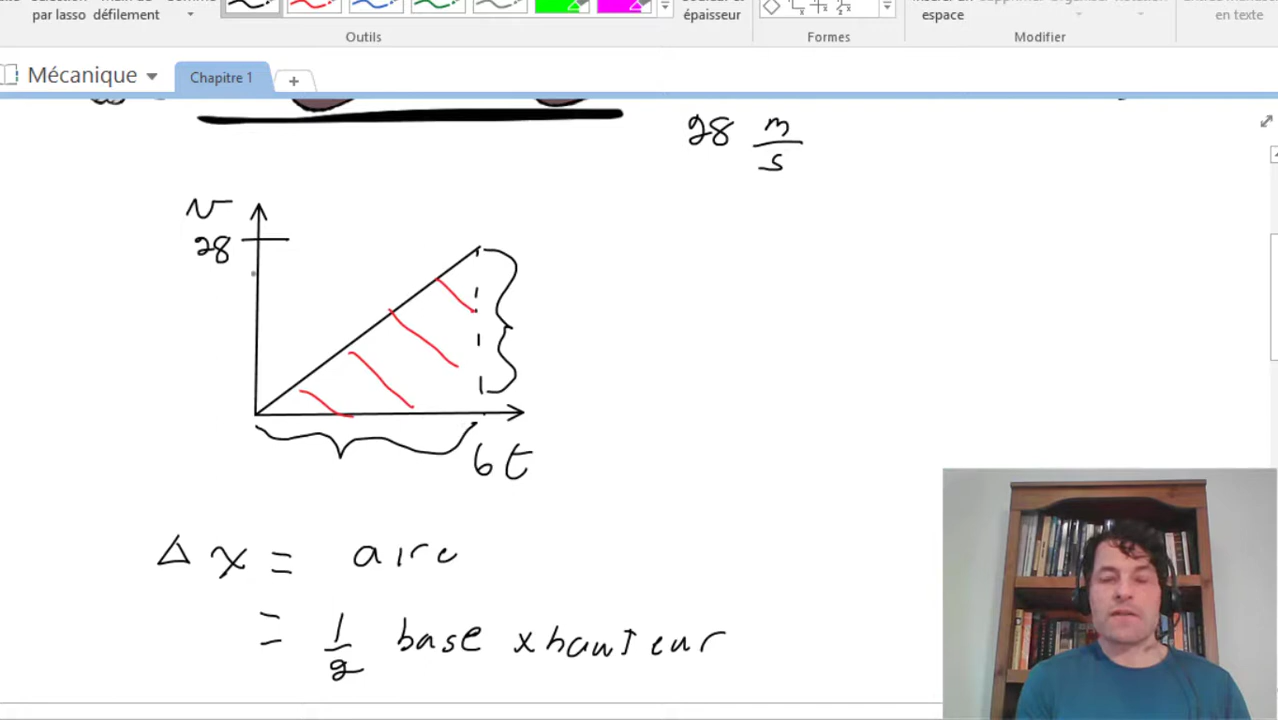 par lasso
défilement
épaisseur
espace
en texte
Outils
Formes
Modifier
Mécanique
Chapitre 1
28 m/s
v
28
6 t
Δx = aire
= 1/2 base x hauteur